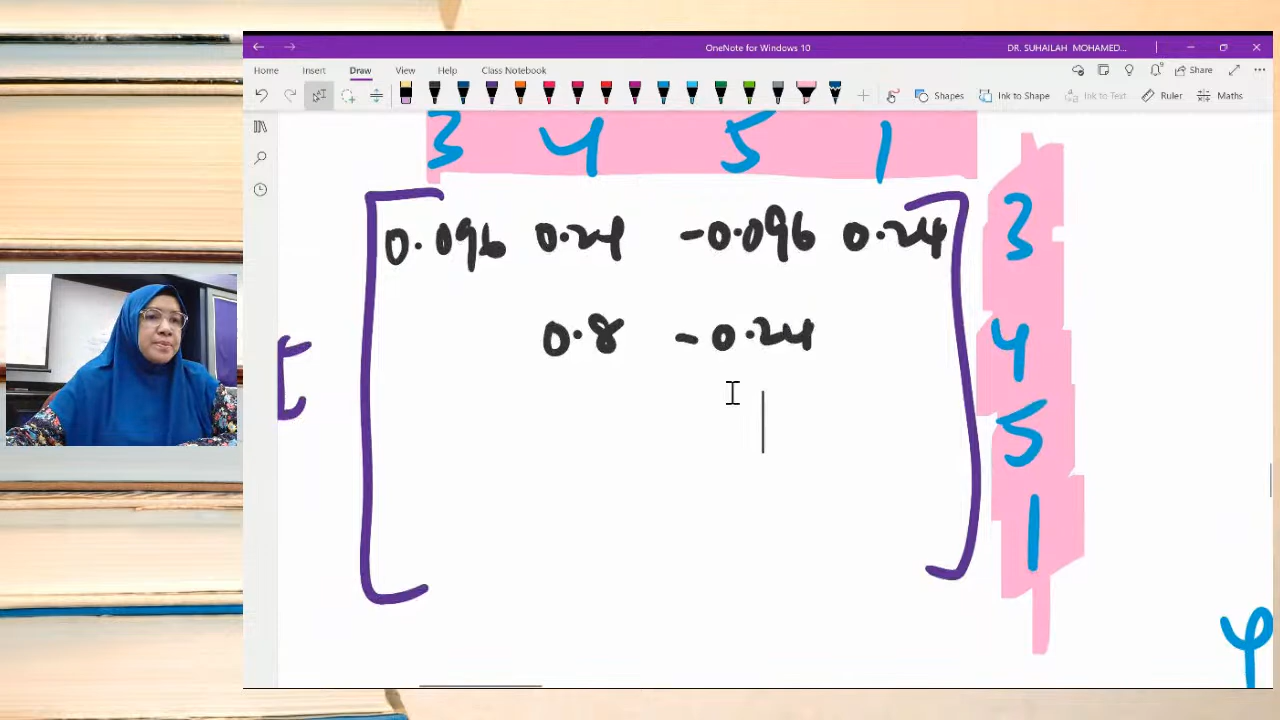 OneNote for Windows 10
DR. SUHAILAH MOHAMED...
Home Insert Draw View Help Class Notebook
Share
Shapes Ink to Shape Ink to Text Ruler Maths
3 4 5 1
0.096 0.24 -0.096 0.24 3
0.8 -0.24 4
5
1
4